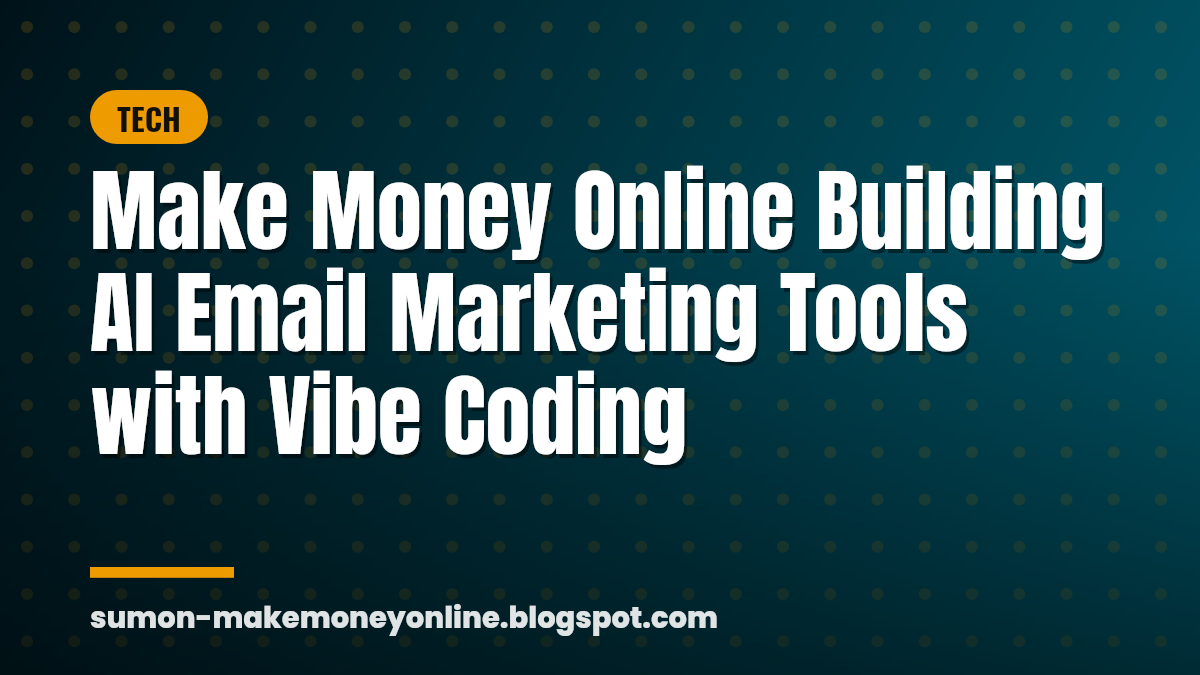 TECH
Make Money Online Building
AI Email Marketing Tools
with Vibe Coding
sumon-makemoneyonline.blogspot.com